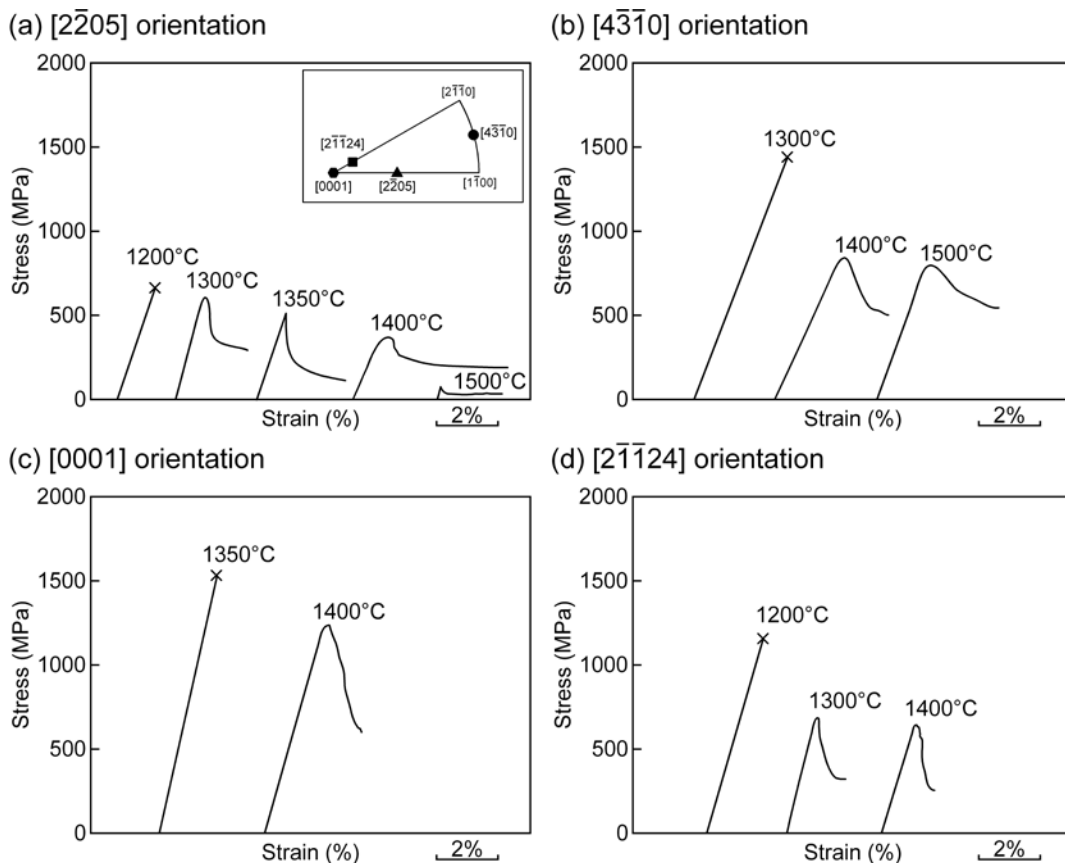 (a) [22̅05] orientation
2000
1500
1000
500
0
Stress (MPa)
1200°C
1300°C
1350°C
1400°C
1500°C
[21̅1̅0]
[43̅1̅0]
[21̅1̅24]
[0001]
[22̅05]
[11̅00]
Strain (%)
2%
(b) [43̅1̅0] orientation
2000
1500
1000
500
0
Stress (MPa)
1300°C
1400°C
1500°C
Strain (%)
2%
(c) [0001] orientation
2000
1500
1000
500
0
Stress (MPa)
1350°C
1400°C
Strain (%)
2%
(d) [21̅1̅24] orientation
2000
1500
1000
500
0
Stress (MPa)
1200°C
1300°C
1400°C
Strain (%)
2%